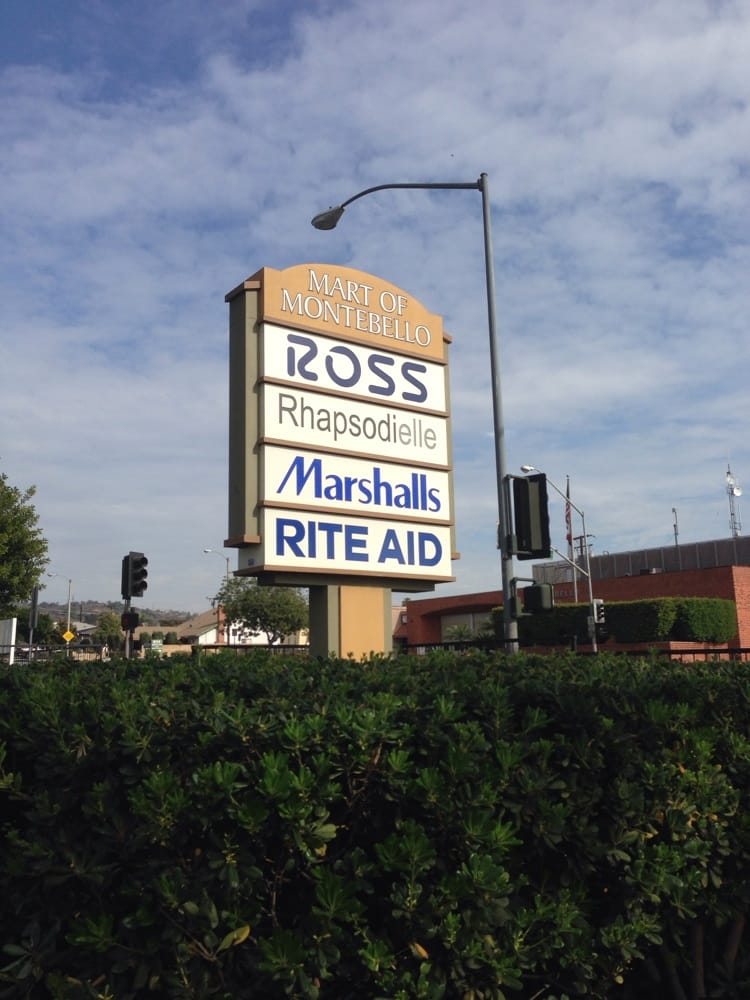 MART OF
MONTEBELLO
ROSS
Rhapsodielle
Marshalls
RITE AID